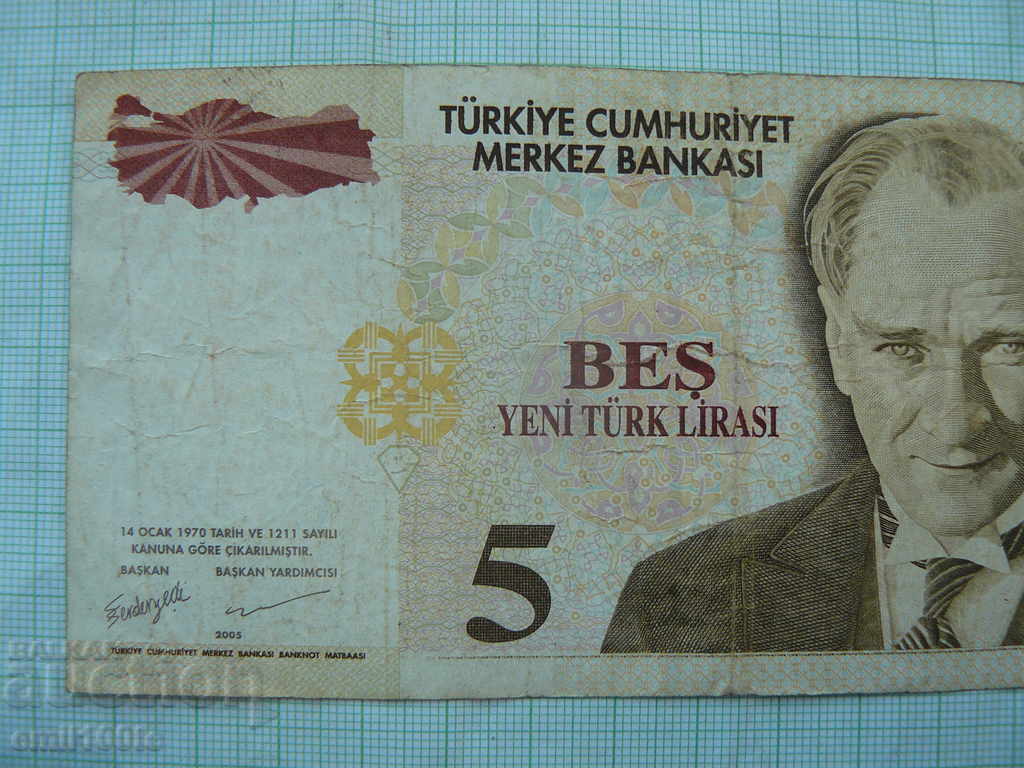 TÜRKİYE CUMHURİYET
MERKEZ BANKASI
BEŞ
YENİ TÜRK LİRASI
5
14 OCAK 1970 TARİH VE 1211 SAYILI
KANUNA GÖRE ÇIKARILMIŞTIR.
BAŞKAN BAŞKAN YARDIMCISI
2005
TÜRKİYE CUMHURİYET MERKEZ BANKASI BANKNOT MATBAASI
auction